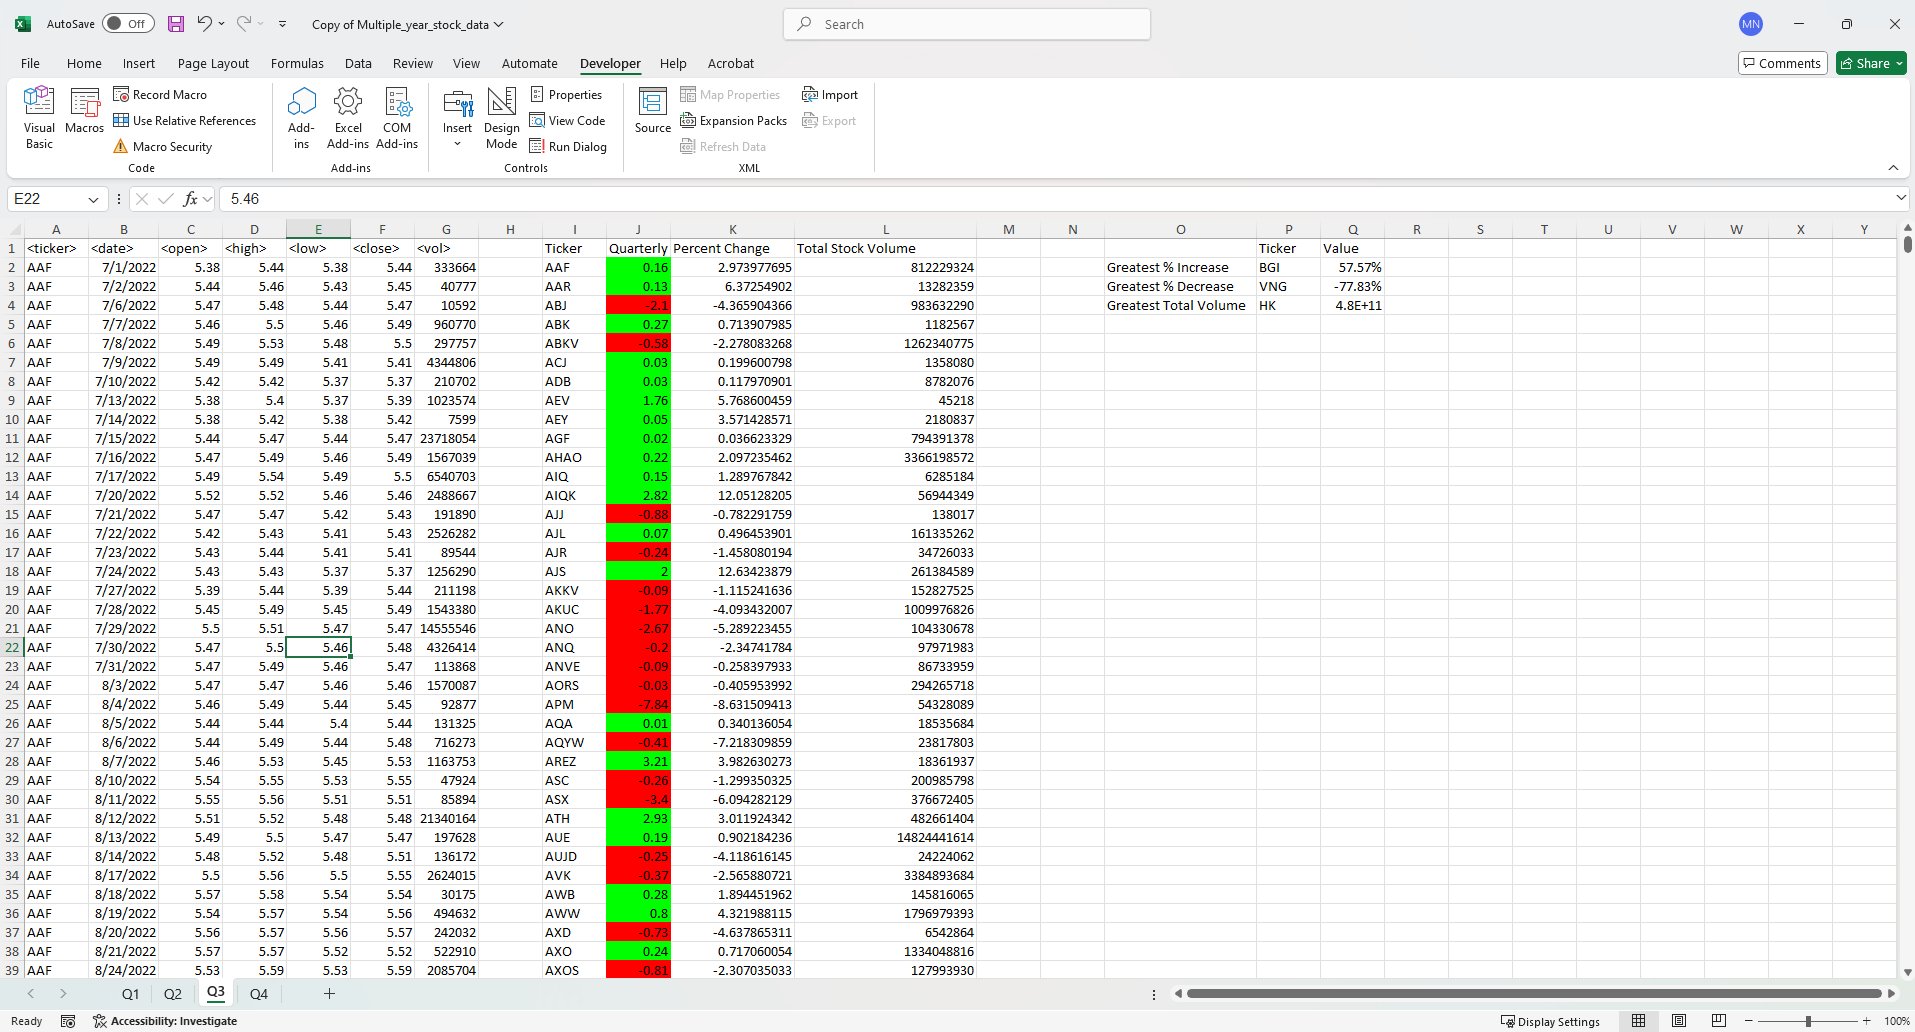 AutoSave Off Copy of Multiple_year_stock_data Search MN
File Home Insert Page Layout Formulas Data Review View Automate Developer Help Acrobat Comments Share
Visual Basic Macros Record Macro Use Relative References Macro Security Code
Add-ins Excel Add-ins COM Add-ins Add-ins
Insert Design Mode Properties View Code Run Dialog Controls
Source Map Properties Expansion Packs Refresh Data Import Export XML
E22 fx 5.46
A B C D E F G H I J K L M N O P Q R S T U V W X Y
1 <ticker> <date> <open> <high> <low> <close> <vol> Ticker Quarterly Percent Change Total Stock Volume Ticker Value
2 AAF 7/1/2022 5.38 5.44 5.38 5.44 333664 AAF 0.16 2.973977695 812229324 Greatest % Increase BGI 57.57%
3 AAF 7/2/2022 5.44 5.46 5.43 5.45 40777 AAR 0.13 6.37254902 13282359 Greatest % Decrease VNG -77.83%
4 AAF 7/6/2022 5.47 5.48 5.44 5.47 10592 ABJ -2.1 -4.365904366 983632290 Greatest Total Volume HK 4.8E+11
5 AAF 7/7/2022 5.46 5.5 5.46 5.49 960770 ABK 0.27 0.713907985 1182567
6 AAF 7/8/2022 5.49 5.53 5.48 5.5 297757 ABKV -0.58 -2.278083268 1262340775
7 AAF 7/9/2022 5.49 5.49 5.41 5.41 4344806 ACJ 0.03 0.199600798 1358080
8 AAF 7/10/2022 5.42 5.42 5.37 5.37 210702 ADB 0.03 0.117970901 8782076
9 AAF 7/13/2022 5.38 5.4 5.37 5.39 1023574 AEV 1.76 5.768600459 45218
10 AAF 7/14/2022 5.38 5.42 5.38 5.42 7599 AEY 0.05 3.571428571 2180837
11 AAF 7/15/2022 5.44 5.47 5.44 5.47 23718054 AGF 0.02 0.036623329 794391378
12 AAF 7/16/2022 5.47 5.49 5.46 5.49 1567039 AHAO 0.22 2.097235462 3366198572
13 AAF 7/17/2022 5.49 5.54 5.49 5.5 6540703 AIQ 0.15 1.289767842 6285184
14 AAF 7/20/2022 5.52 5.52 5.46 5.46 2488667 AIQK 2.82 12.05128205 56944349
15 AAF 7/21/2022 5.47 5.47 5.42 5.43 191890 AJJ -0.88 -0.782291759 138017
16 AAF 7/22/2022 5.42 5.43 5.41 5.43 2526282 AJL 0.07 0.496453901 161335262
17 AAF 7/23/2022 5.43 5.44 5.41 5.41 89544 AJR -0.24 -1.458080194 34726033
18 AAF 7/24/2022 5.43 5.43 5.37 5.37 1256290 AJS 2 12.63423879 261384589
19 AAF 7/27/2022 5.39 5.44 5.39 5.44 211198 AKKV -0.09 -1.115241636 152827525
20 AAF 7/28/2022 5.45 5.49 5.45 5.49 1543380 AKUC -1.77 -4.093432007 1009976826
21 AAF 7/29/2022 5.5 5.51 5.47 5.47 14555546 ANO -2.67 -5.289223455 104330678
22 AAF 7/30/2022 5.47 5.5 5.46 5.48 4326414 ANQ -0.2 -2.34741784 97971983
23 AAF 7/31/2022 5.47 5.49 5.46 5.47 113868 ANVE -0.09 -0.258397933 86733959
24 AAF 8/3/2022 5.47 5.47 5.46 5.46 1570087 AORS -0.03 -0.405953992 294265718
25 AAF 8/4/2022 5.46 5.49 5.44 5.45 92877 APM -7.84 -8.631509413 54328089
26 AAF 8/5/2022 5.44 5.44 5.4 5.44 131325 AQA 0.01 0.340136054 18535684
27 AAF 8/6/2022 5.44 5.49 5.44 5.48 716273 AQYW -0.41 -7.218309859 23817803
28 AAF 8/7/2022 5.46 5.53 5.45 5.53 1163753 AREZ 3.21 3.982630273 18361937
29 AAF 8/10/2022 5.54 5.55 5.53 5.55 47924 ASC -0.26 -1.299350325 200985798
30 AAF 8/11/2022 5.55 5.56 5.51 5.51 85894 ASX -3.4 -6.094282129 376672405
31 AAF 8/12/2022 5.51 5.52 5.48 5.48 21340164 ATH 2.93 3.011924342 482661404
32 AAF 8/13/2022 5.49 5.5 5.47 5.47 197628 AUE 0.19 0.902184236 14824441614
33 AAF 8/14/2022 5.48 5.52 5.48 5.51 136172 AUJD -0.25 -4.118616145 24224062
34 AAF 8/17/2022 5.5 5.56 5.5 5.55 2624015 AVK -0.37 -2.565880721 3384893684
35 AAF 8/18/2022 5.57 5.58 5.54 5.54 30175 AWB 0.28 1.894451962 145816065
36 AAF 8/19/2022 5.54 5.57 5.54 5.56 494632 AWW 0.8 4.321988115 1796979393
37 AAF 8/20/2022 5.56 5.57 5.56 5.57 242032 AXD -0.73 -4.637865311 6542864
38 AAF 8/21/2022 5.57 5.57 5.52 5.52 522910 AXO 0.24 0.717060054 1334048816
39 AAF 8/24/2022 5.53 5.59 5.53 5.59 2085704 AXOS -0.81 -2.307035033 127993930
Q1 Q2 Q3 Q4
Ready Accessibility: Investigate Display Settings 100%